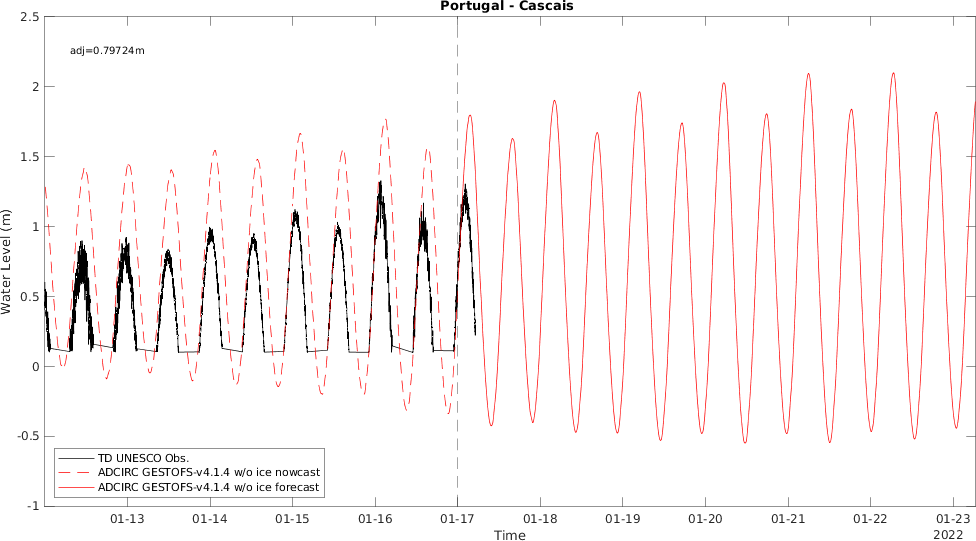 Portugal - Cascais
2.5
2
1.5
1
0.5
0
-0.5
-1
Water Level (m)
adj=0.79724m
TD UNESCO Obs.
ADCIRC GESTOFS-v4.1.4 w/o ice nowcast
ADCIRC GESTOFS-v4.1.4 w/o ice forecast
01-13 01-14 01-15 01-16 01-17 01-18 01-19 01-20 01-21 01-22 01-23
Time
2022